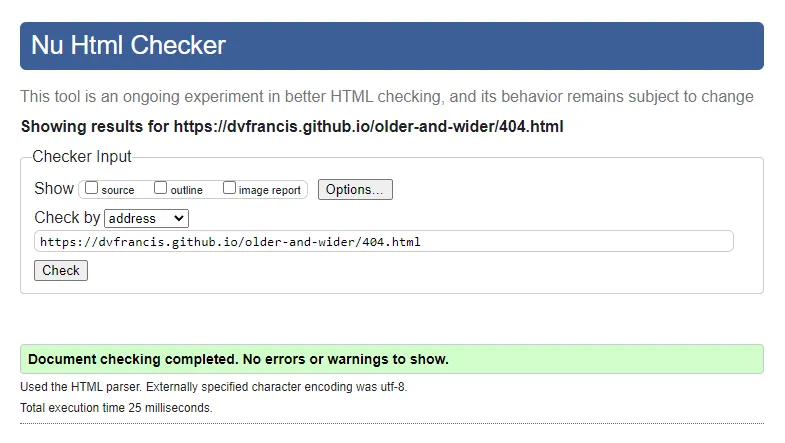 Nu Html Checker
This tool is an ongoing experiment in better HTML checking, and its behavior remains subject to change
Showing results for https://dvfrancis.github.io/older-and-wider/404.html
Checker Input
Show source outline image report Options...
Check by address
https://dvfrancis.github.io/older-and-wider/404.html
Check
Document checking completed. No errors or warnings to show.
Used the HTML parser. Externally specified character encoding was utf-8.
Total execution time 25 milliseconds.